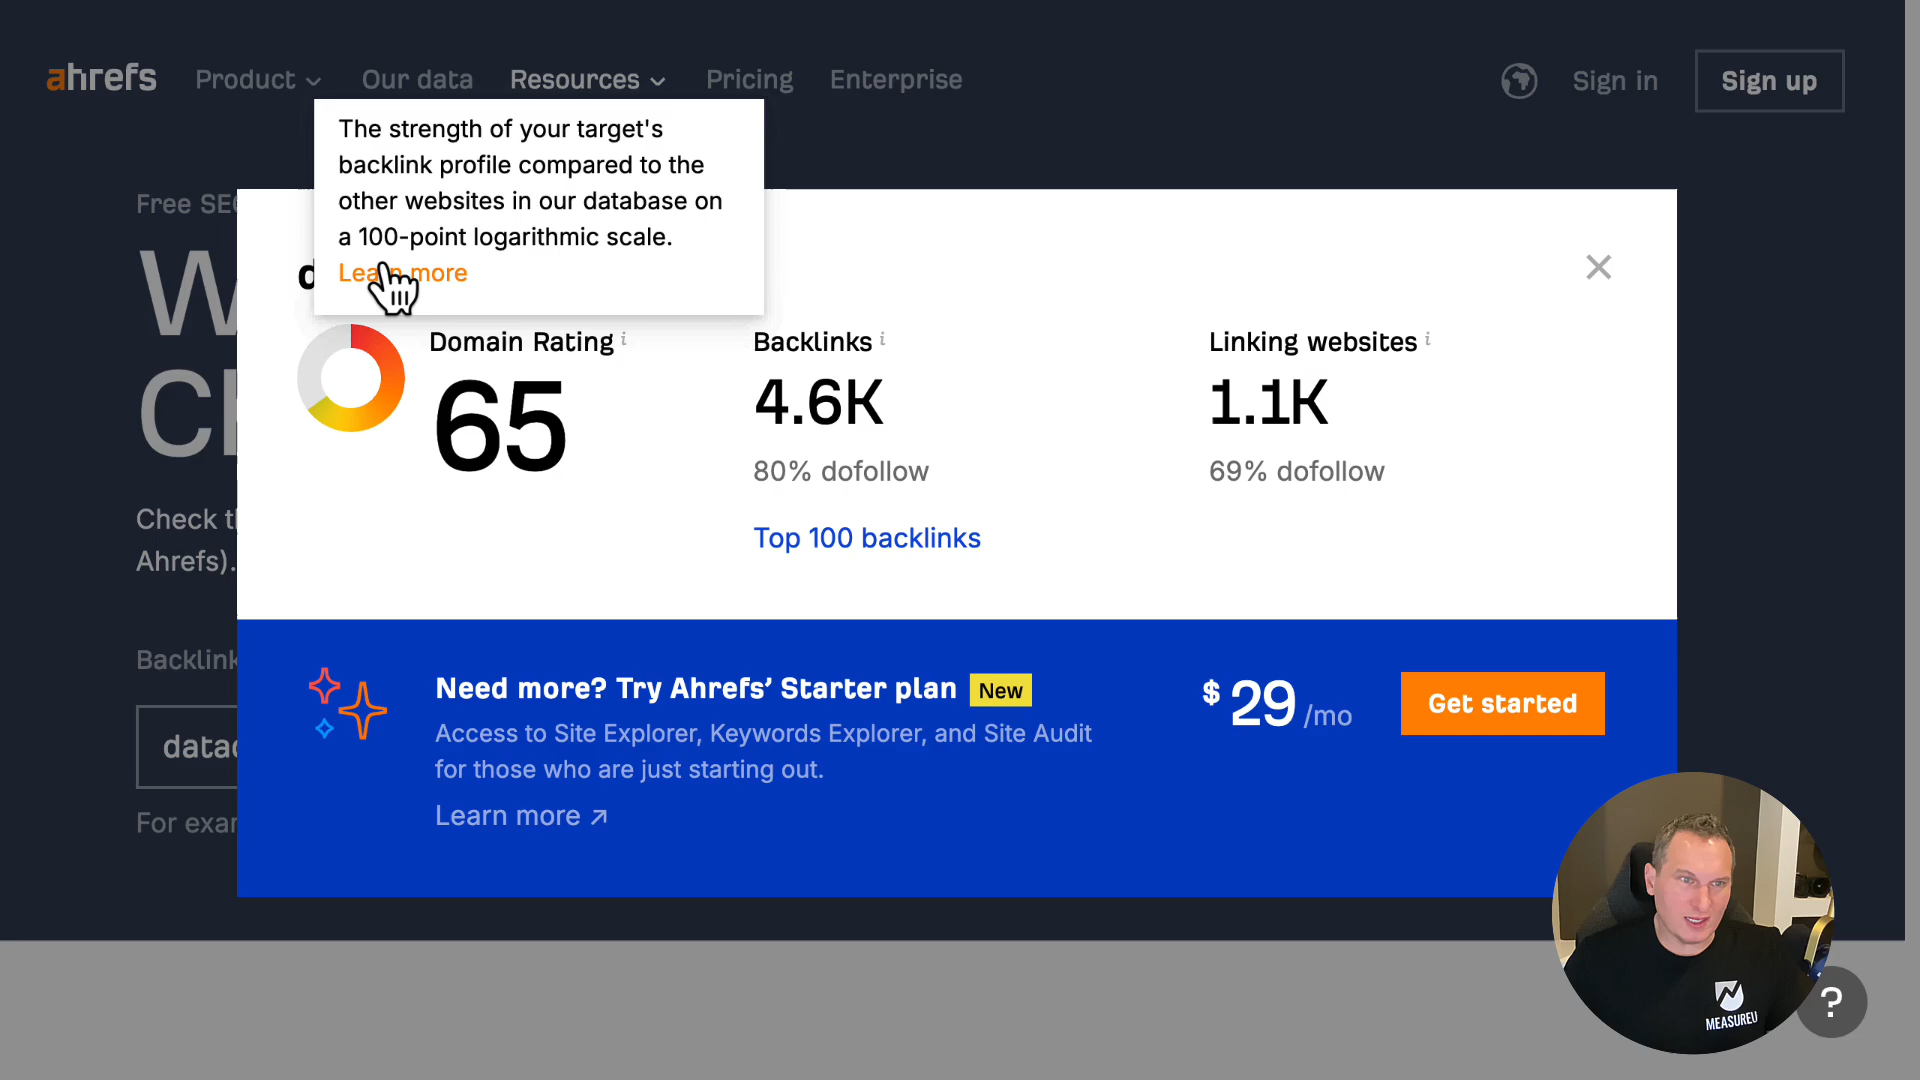 ahrefs
Product
Our data
Resources
Pricing
Enterprise
Sign in
Sign up
The strength of your target's
backlink profile compared to the
other websites in our database on
a 100-point logarithmic scale.
Learn more
Free
Domain Rating i
65
Backlinks i
4.6K
80% dofollow
Top 100 backlinks
Linking websites i
1.1K
69% dofollow
Check
Ahrefs).
Need more? Try Ahrefs’ Starter plan New
Access to Site Explorer, Keywords Explorer, and Site Audit
for those who are just starting out.
Learn more ↗
$ 29 /mo
Get started
For
MEASUREU
?